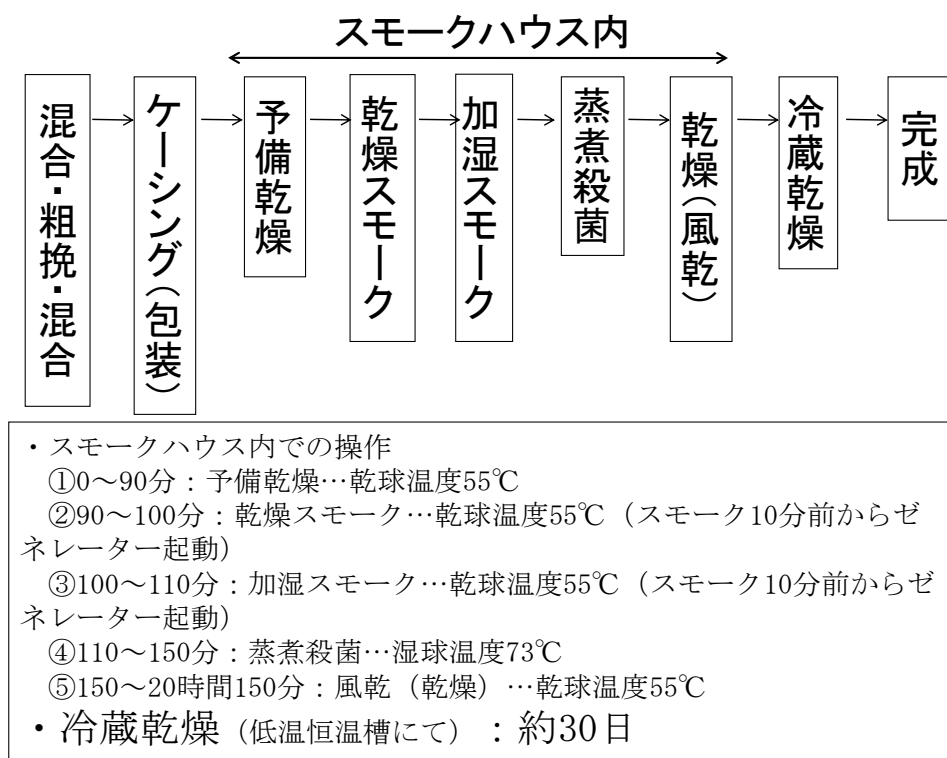 スモークハウス内
混合・粗挽・混合
ケーシング(包装)
予備乾燥
乾燥スモーク
加湿スモーク
蒸煮殺菌
乾燥(風乾)
冷蔵乾燥
完成
・スモークハウス内での操作
①0～90分：予備乾燥…乾球温度55℃
②90～100分：乾燥スモーク…乾球温度55℃（スモーク10分前からゼ
ネレーター起動）
③100～110分：加湿スモーク…乾球温度55℃（スモーク10分前からゼ
ネレーター起動）
④110～150分：蒸煮殺菌…湿球温度73℃
⑤150～20時間150分：風乾（乾燥）…乾球温度55℃
・冷蔵乾燥（低温恒温槽にて）：約30日